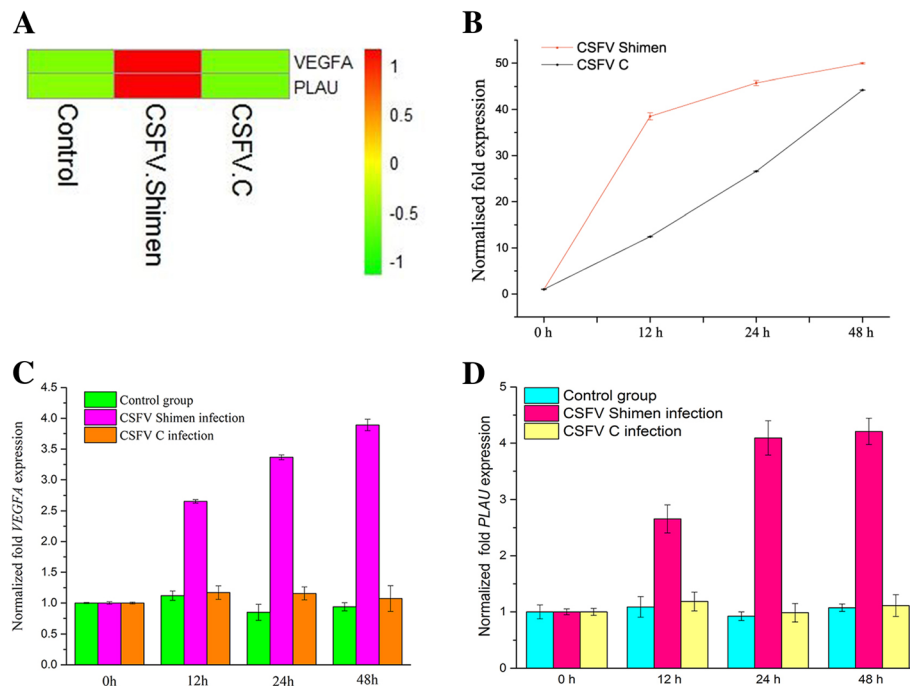 A
VEGFA
PLAU
Control
CSFV.Shimen
CSFV.C
1
0.5
0
-0.5
-1
B
CSFV Shimen
CSFV C
Normalised fold expression
50
40
30
20
10
0
0 h
12 h
24 h
48 h
C
Control group
CSFV Shimen infection
CSFV C infection
Normalized fold VEGFA expression
4.5
4.0
3.5
3.0
2.5
2.0
1.5
1.0
0.5
0.0
0h
12h
24h
48h
D
Control group
CSFV Shimen infection
CSFV C infection
Normalized fold PLAU expression
5
4
3
2
1
0
0 h
12 h
24 h
48 h